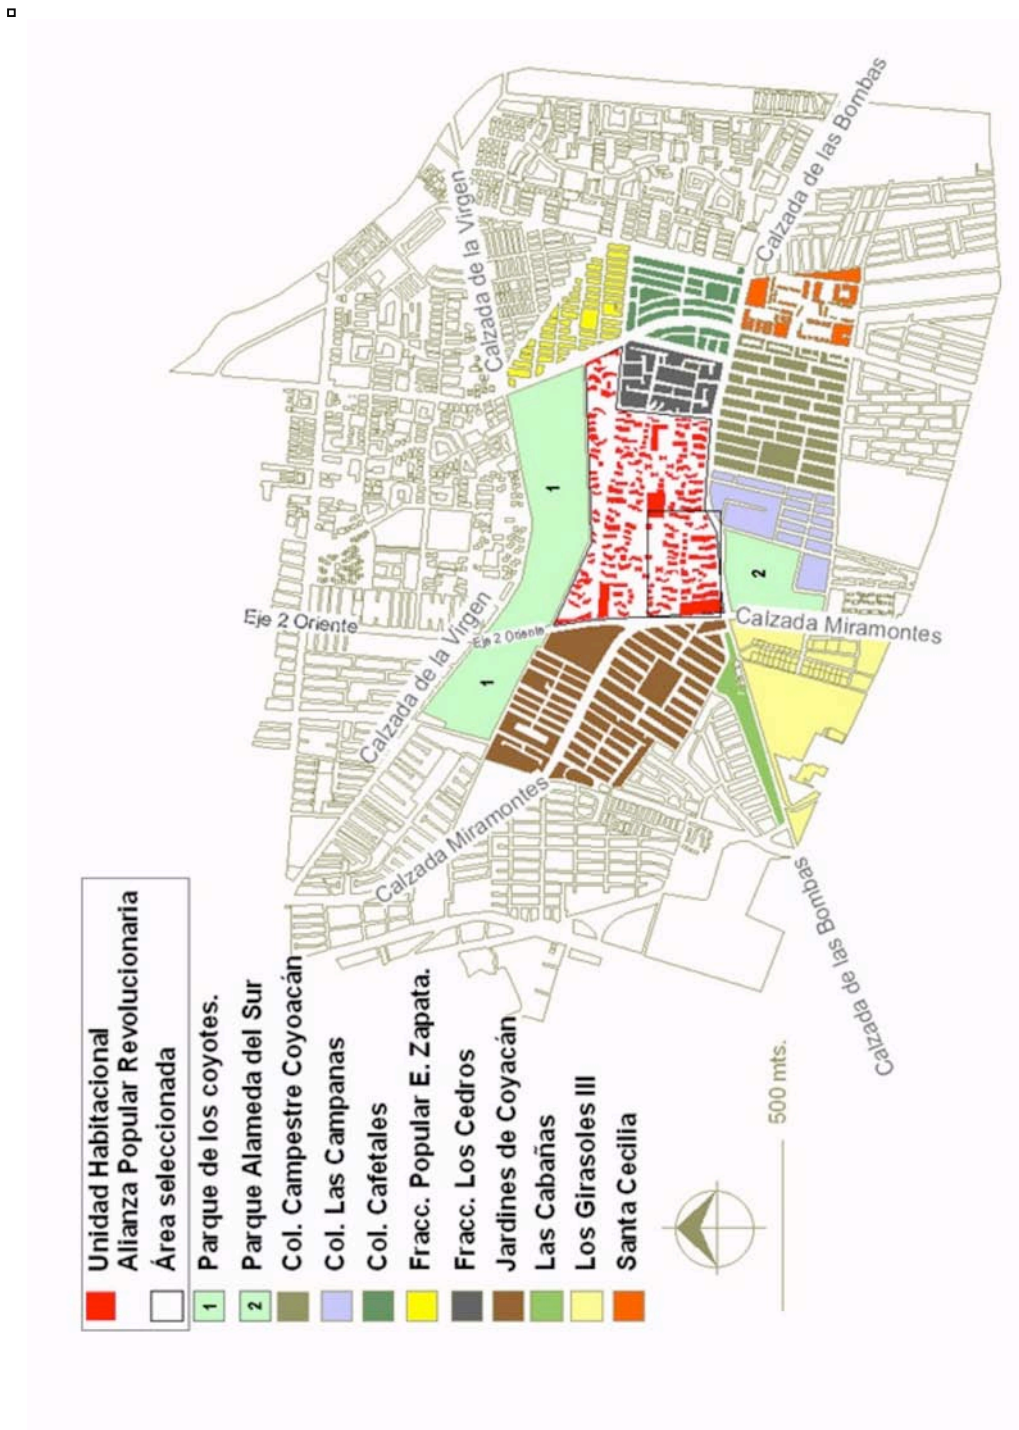 Unidad Habitacional
Alianza Popular Revolucionaria
Área seleccionada
1 Parque de los coyotes.
2 Parque Alameda del Sur
Col. Campestre Coyoacán
Col. Las Campanas
Col. Cafetales
Fracc. Popular E. Zapata.
Fracc. Los Cedros
Jardines de Coyacán
Las Cabañas
Los Girasoles III
Santa Cecilia
500 mts.
Calzada de la Virgen
Calzada de las Bombas
Eje 2 Oriente
Calzada de la Virgen
Eje 2 Oriente
Calzada Miramontes
Calzada Miramontes
Calzada de las Bombas
1
1
2